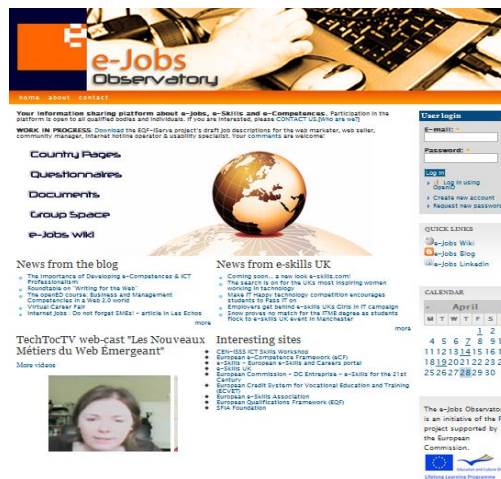 e-Jobs
Observatory
home about contact
Your information sharing platform about e-jobs, e-Skills and e-Competences. Participation in the
platform is open to all qualified bodies and individuals. If you are interested, please CONTACT US.(Who are we?)
WORK IN PROGRESS: Download the EQF-iServe project's draft job descriptions for the web marketer, web seller,
community manager, internet hotline operator & usability specialist. Your comments are welcome!
Country Pages
Questionnaires
Documents
Group Space
e-Jobs wiki
News from the blog
The Importance of Developing e-Competences & ICT
Professionalism
Roundtable on "Writing for the Web"
The openED course: Business and Management
Competencies in a Web 2.0 world
Virtual Career Fair
Internet Jobs : Do not forget SMEs! - article in Les Echos
more
News from e-skills UK
Coming soon... a new look e-skills.com!
The search is on for the UKs most inspiring women
working in technology
Make IT Happy technology competition encourages
students to Pass IT on
Employers get behind e-skills UKs Girls in IT campaign
Snow proves no match for the ITMB degree as students
flock to e-skills UK event in Manchester
more
TechTocTV web-cast "Les Nouveaux
Métiers du Web Émergeant"
More videos
Interesting sites
CEN-ISSS ICT Skills Workshop
European e-Competence Framework (eCF)
e-Skills - European e-Skills and Careers portal
e-Skills UK
European Commission - DC Entreprise - e-Skills for the 21st
Century
European Credit System for Vocational Education and Training
(ECVET)
European e-Skills Association
European Qualifications Framework (EQF)
SFIA Foundation
User login
E-mail: *
Password: *
Log in
Log in using
OpenID
Create new account
Request new password
QUICK LINKS
e-Jobs Wiki
e-Jobs Blog
e-Jobs LinkedIn
CALENDAR
« April
M T W T F S
1 2
4 5 6 7 8 9 1
11 12 13 14 15 16 1
18 19 20 21 22 23 2
25 26 27 28 29 30
The e-Jobs Observato
is an initiative of the
project supported by
the European
Commission.
Education and Culture
Lifelong Learning Programme